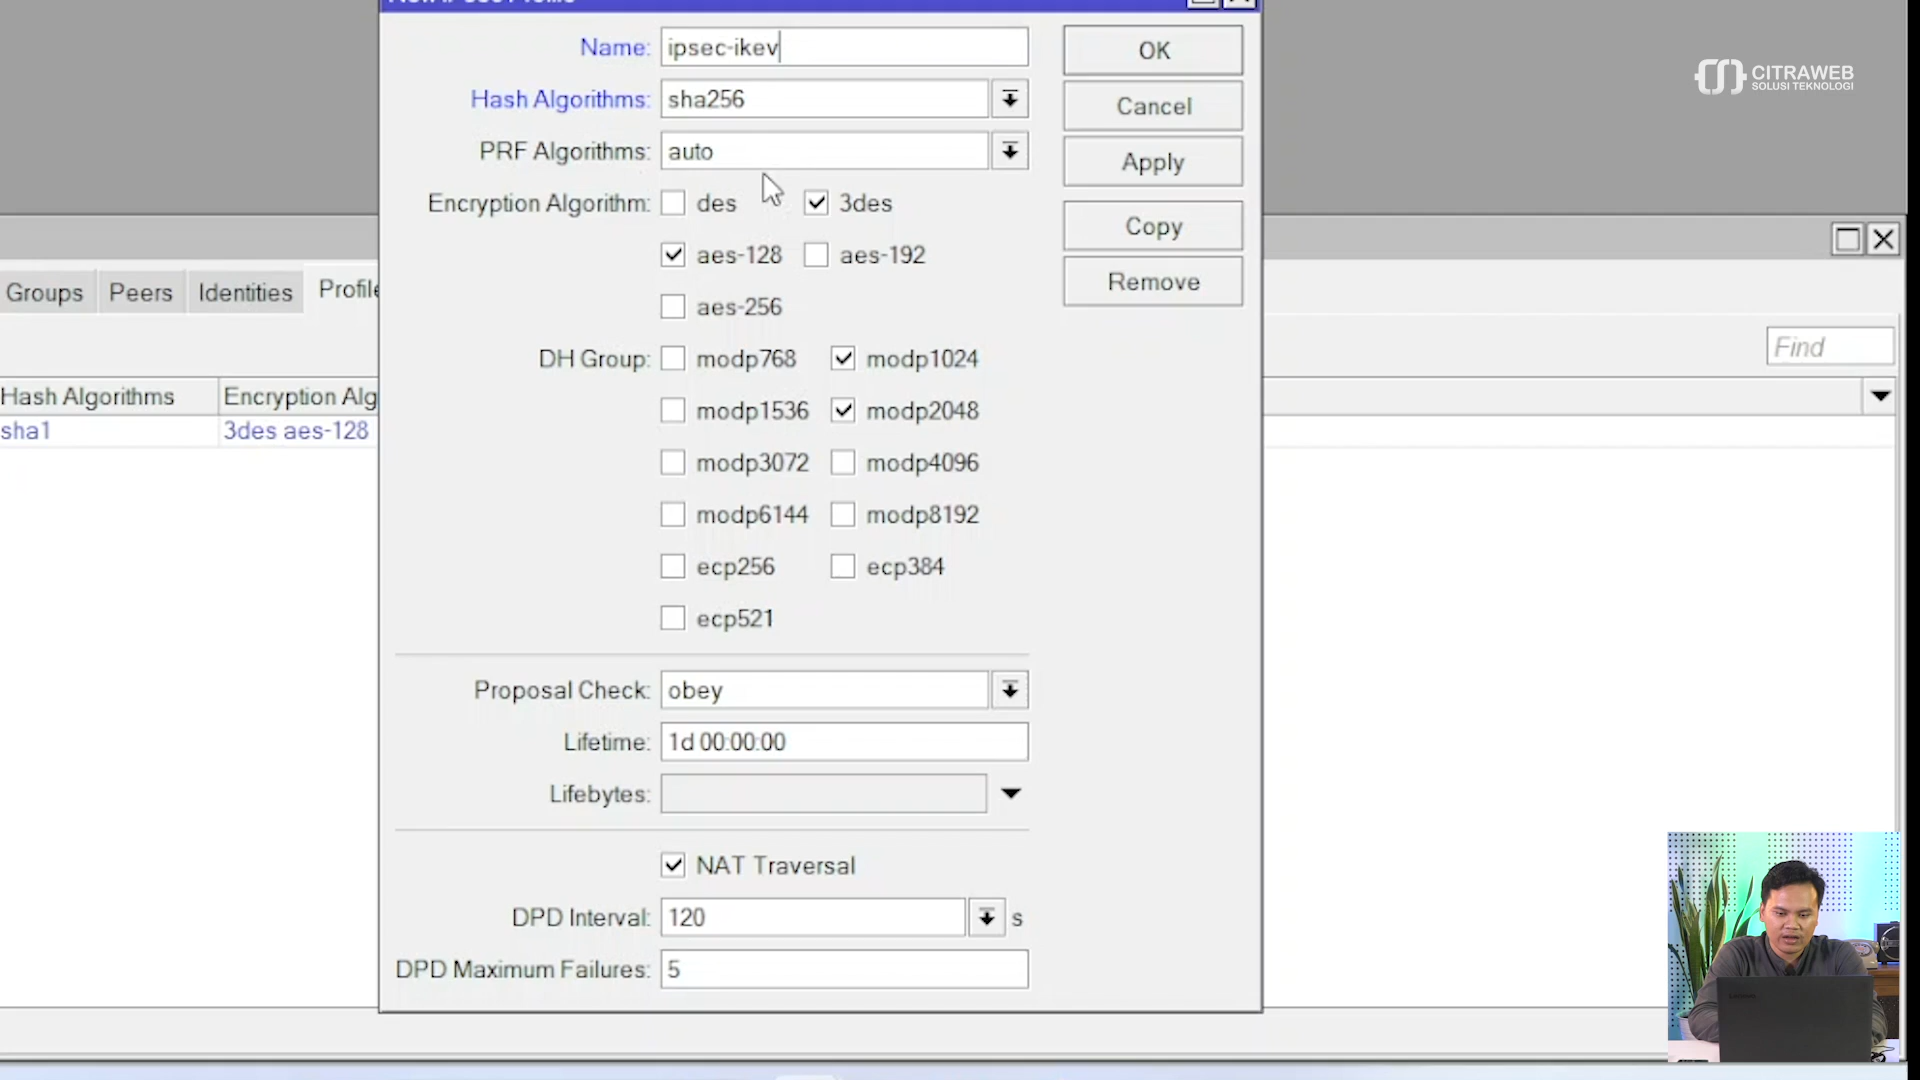 Name: ipsec-ikev
OK
Hash Algorithms: sha256
Cancel
PRF Algorithms: auto
Apply
Encryption Algorithm: des 3des
Copy
aes-128 aes-192
Remove
aes-256
DH Group: modp768 modp1024
modp1536 modp2048
modp3072 modp4096
modp6144 modp8192
ecp256 ecp384
ecp521
Proposal Check: obey
Lifetime: 1d 00:00:00
Lifebytes:
NAT Traversal
DPD Interval: 120 s
DPD Maximum Failures: 5
Groups Peers Identities Profile
Find
Hash Algorithms Encryption Alg
sha1 3des aes-128
CITRAWEB
SOLUSI TEKNOLOGI